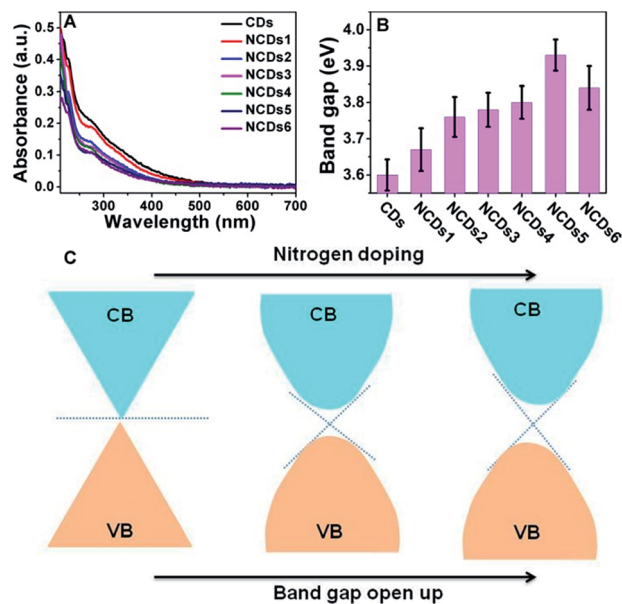 A
CDs
NCDs1
NCDs2
NCDs3
NCDs4
NCDs5
NCDs6
Absorbance (a.u.)
0.5
0.4
0.3
0.2
0.1
0.0
300 400 500 600 700
Wavelength (nm)
B
Band gap (eV)
4.0
3.9
3.8
3.7
3.6
CDs NCDs1 NCDs2 NCDs3 NCDs4 NCDs5 NCDs6
C
Nitrogen doping
CB CB CB
VB VB VB
Band gap open up